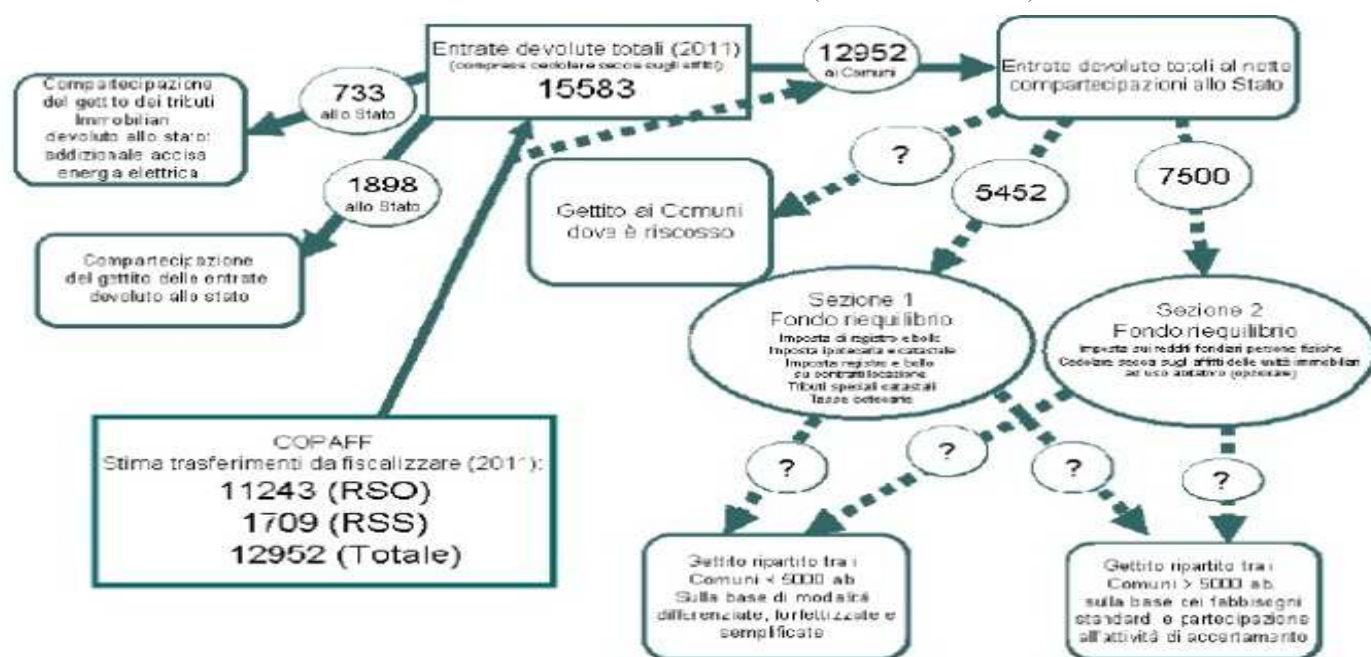 Entrate devolute totali (2011)
(compresa cedolare secca sugli affitti)
15583
12952
ai Comuni
Entrate devoluto totali al netto
compartecipazioni allo Stato
Compartecipazione
del gettito dei tributi
Immobiliari
devoluto allo stato:
addizionale accisa
energia elettrica
733
allo Stato
1898
allo Stato
Compartecipazione
del gettito delle entrate
devoluto allo stato
Gettito ai Comuni
dove è riscosso
?
5452
7500
Sezione 1
Fondo riequilibrio
Imposta di registro e bollo
Imposta ipotecaria e catastale
Imposta registro e bollo
su contratti locazione
Tributi speciali catastali
Tasse ipotecarie
Sezione 2
Fondo riequilibrio
Imposta sui redditi fondiari persone fisiche
Cedolare secca sugli affitti delle unità immobiliari
ad uso abitativo (opzionale)
COPAFF
Stima trasferimenti da fiscalizzare (2011):
11243 (RSO)
1709 (RSS)
12952 (Totale)
?
?
?
?
Gettito ripartito tra i
Comuni < 5000 ab.
Sulla base di modalità
differenziate, forfettizzate e
semplificate
Gettito ripartito tra i
Comuni > 5000 ab.
sulla base dei fabbisogni
standard e partecipazione
all'attività di accertamento